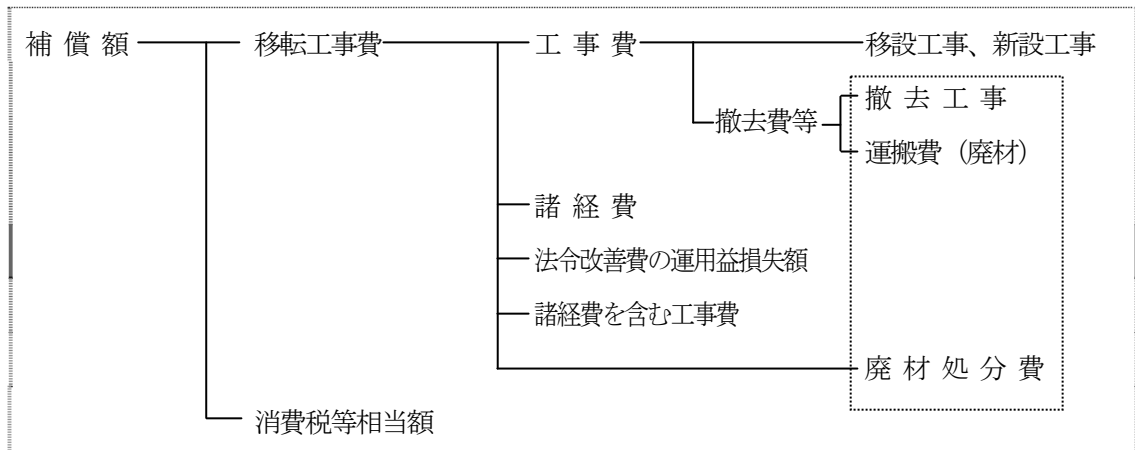 補償額 移転工事費 工事費 移設工事、新設工事
撤去工事
撤去費等
運搬費（廃材）
諸経費
法令改善費の運用益損失額
諸経費を含む工事費
廃材処分費
消費税等相当額